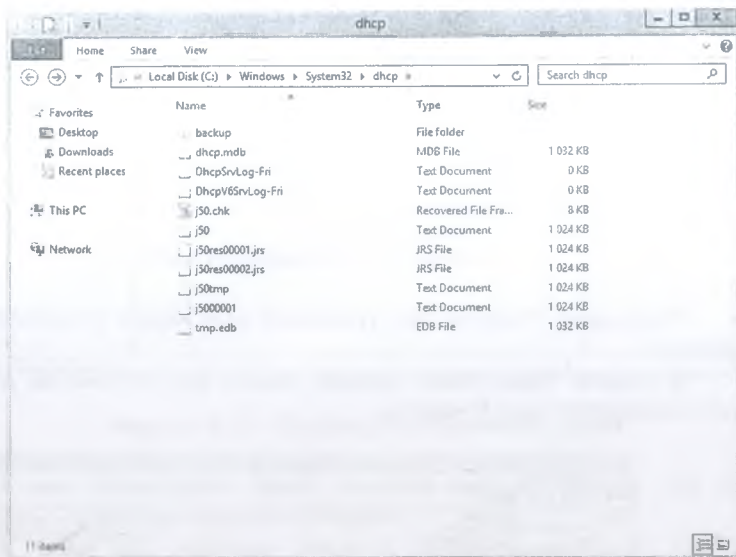 dhcp
Home Share View
Local Disk (C:) Windows System32 dhcp
Search dhcp
Name Type Size
Favorites
Desktop
Downloads
Recent places
This PC
Network
backup File folder
dhcp.mdb MDB File 1 032 KB
DhcpSrvLog-Fri Text Document 0 KB
DhcpV6SrvLog-Fri Text Document 0 KB
j50.chk Recovered File Fra... 8 KB
j50 Text Document 1 024 KB
j50res00001.jrs JRS File 1 024 KB
j50res00002.jrs JRS File 1 024 KB
j50tmp Text Document 1 024 KB
j5000001 Text Document 1 024 KB
tmp.edb EDB File 1 032 KB
11 items